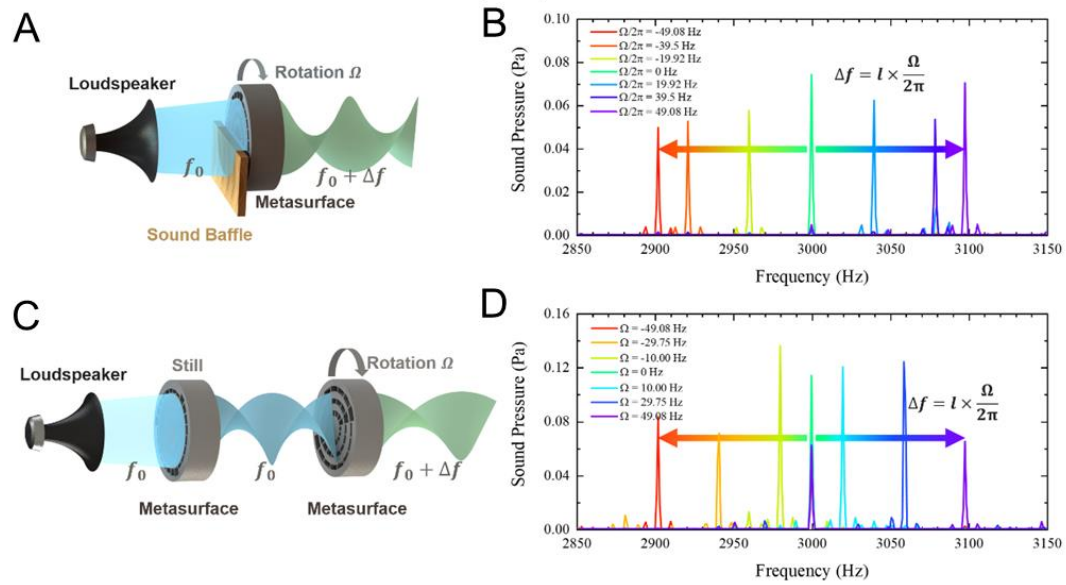 A
Loudspeaker
Rotation Ω
f₀
f₀ + Δf
Metasurface
Sound Baffle
B
Sound Pressure (Pa)
0.20
0.08
0.06
0.04
0.02
0.00
Ω/2π = -49.08 Hz
Ω/2π = -39.5 Hz
Ω/2π = -19.92 Hz
Ω/2π = 0 Hz
Ω/2π = 19.92 Hz
Ω/2π = 39.5 Hz
Ω/2π = 49.08 Hz
Δf = l × Ω/2π
2850 2900 2950 3000 3050 3100 3150
Frequency (Hz)
C
Loudspeaker
Still
Rotation Ω
f₀
f₀
f₀ + Δf
Metasurface
Metasurface
D
Sound Pressure (Pa)
0.16
0.12
0.08
0.04
0.00
Ω = -49.08 Hz
Ω = -29.75 Hz
Ω = -10.00 Hz
Ω = 0 Hz
Ω = 10.00 Hz
Ω = 29.75 Hz
Ω = 49.08 Hz
Δf = l × Ω/2π
2850 2900 2950 3000 3050 3100 3150
Frequency (Hz)